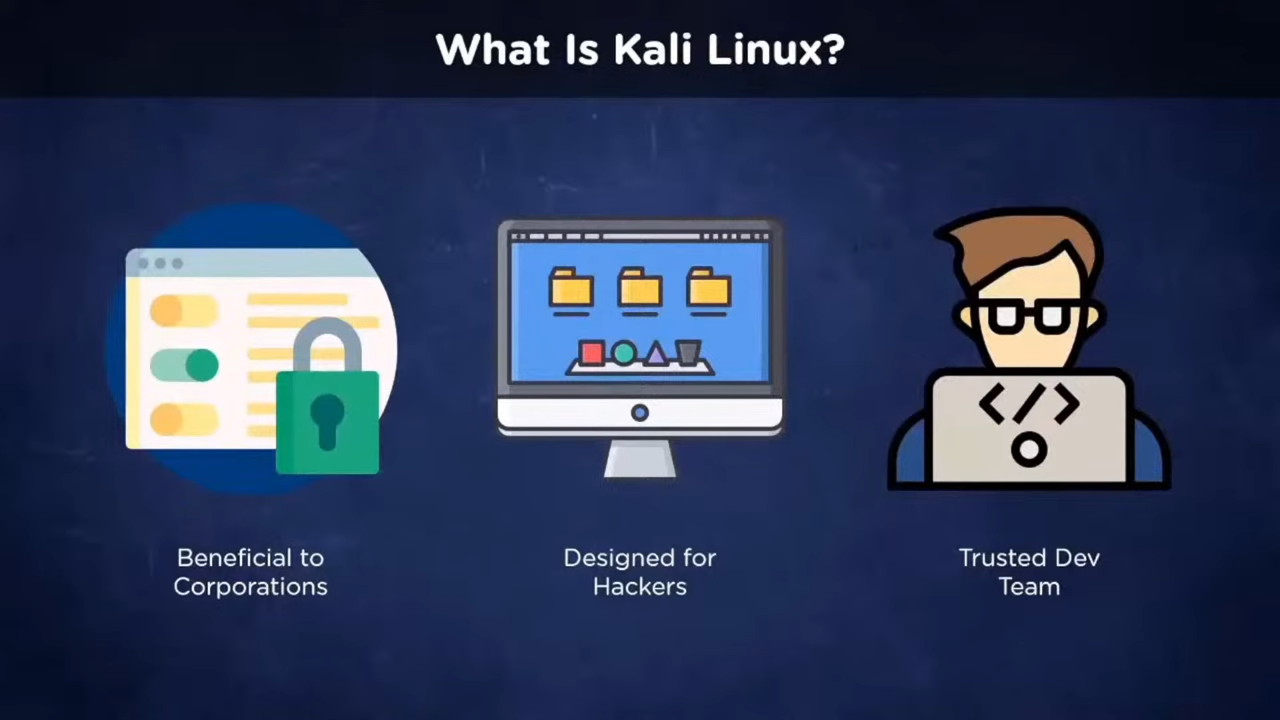 What Is Kali Linux?
Beneficial to
Corporations
Designed for
Hackers
Trusted Dev
Team